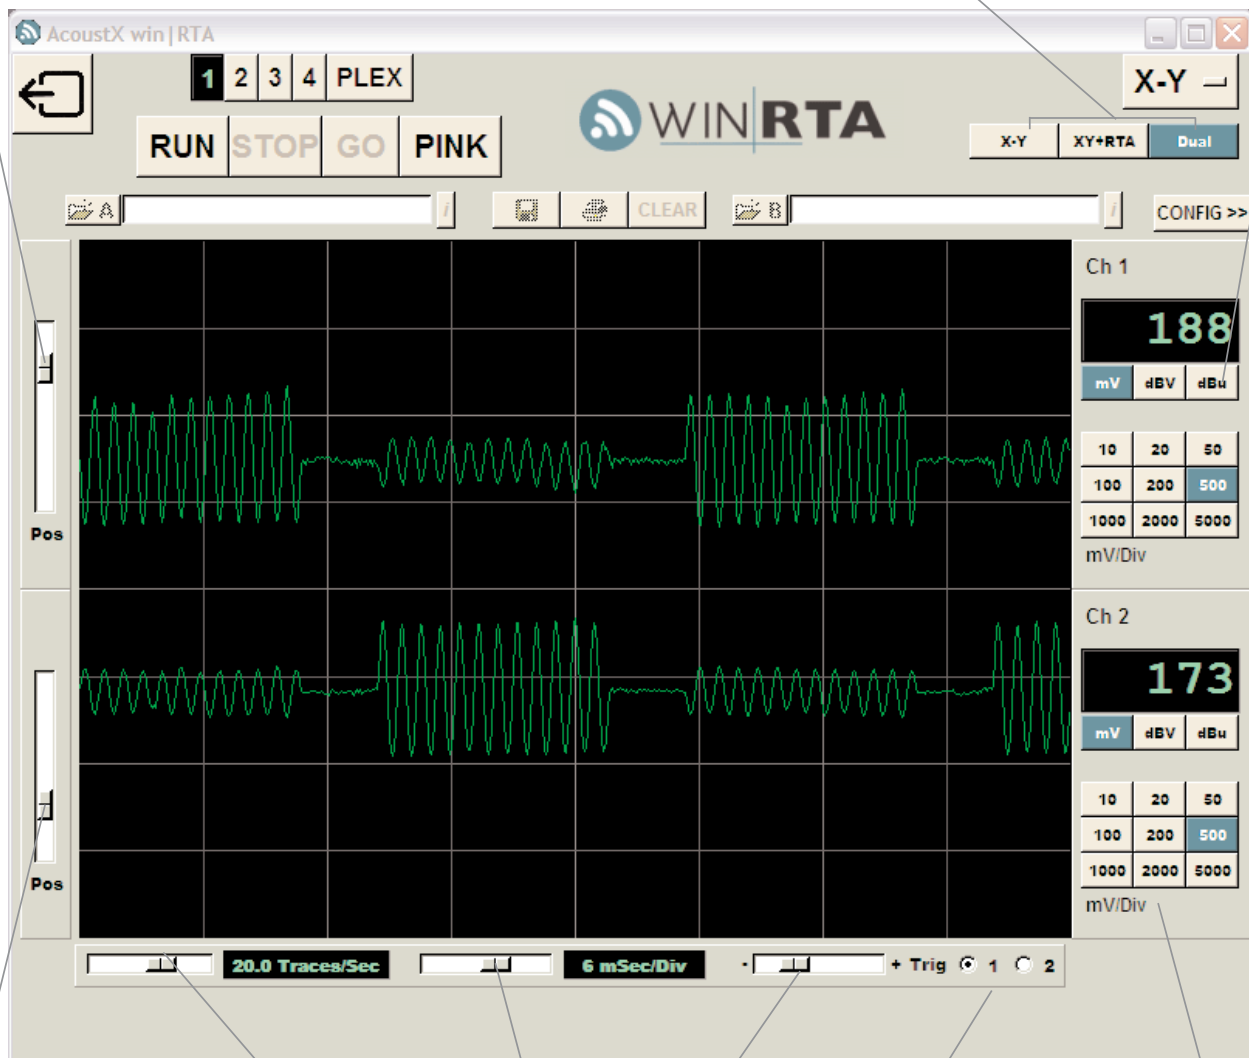 AcoustX win|RTA
1 2 3 4 PLEX
X-Y
RUN STOP GO PINK
WIN|RTA
X-Y XY+RTA Dual
A i CLEAR B i CONFIG >>
Ch 1
188
mV dBV dBu
10 20 50
100 200 500
1000 2000 5000
mV/Div
Pos
Ch 2
173
mV dBV dBu
10 20 50
100 200 500
1000 2000 5000
mV/Div
Pos
20.0 Traces/Sec 6 mSec/Div - + Trig 1 2